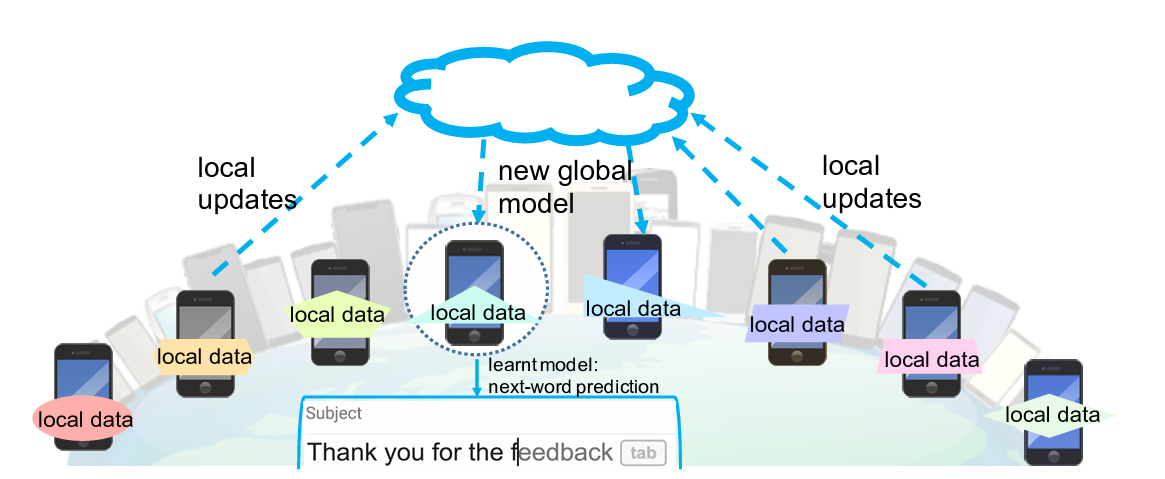 local
updates
new global
model
local
updates
local data
local data
local data
local data
local data
local data
local data
local data
learnt model:
next-word prediction
Subject
Thank you for the feedback tab